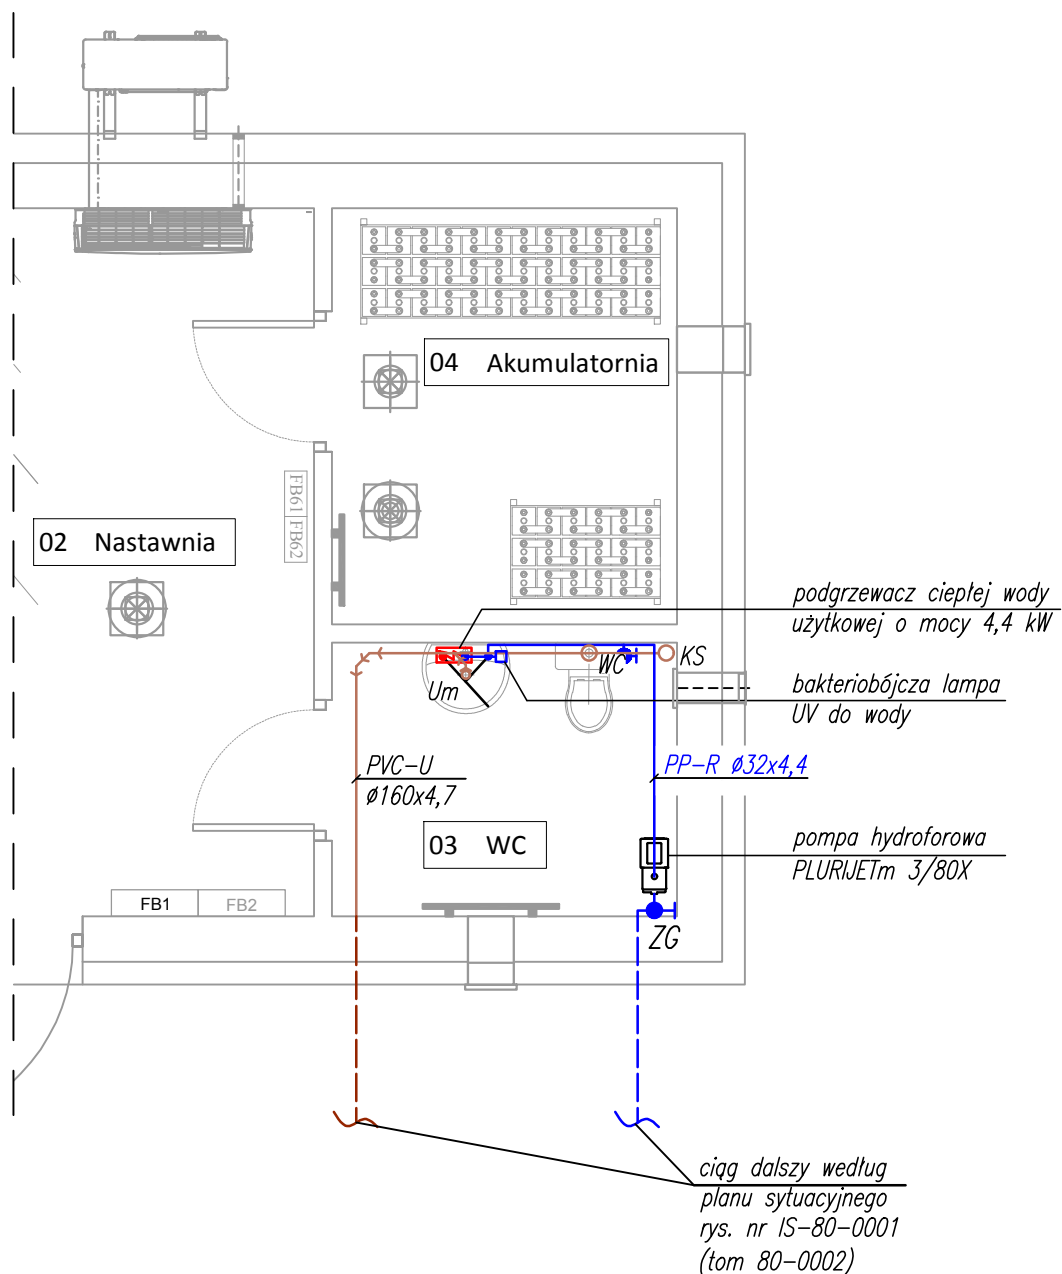 04 Akumulatornia
FB61 FB62
02 Nastawnia
podgrzewacz ciepłej wody
użytkowej o mocy 4,4 kW
WC
KS
Um
bakteriobójcza lampa
UV do wody
PVC-U
ø160x4,7
PP-R ø32x4,4
03 WC
pompa hydroforowa
PLURIJETm 3/80X
FB1
FB2
ZG
ciąg dalszy według
planu sytuacyjnego
rys. nr IS-80-0001
(tom 80-0002)